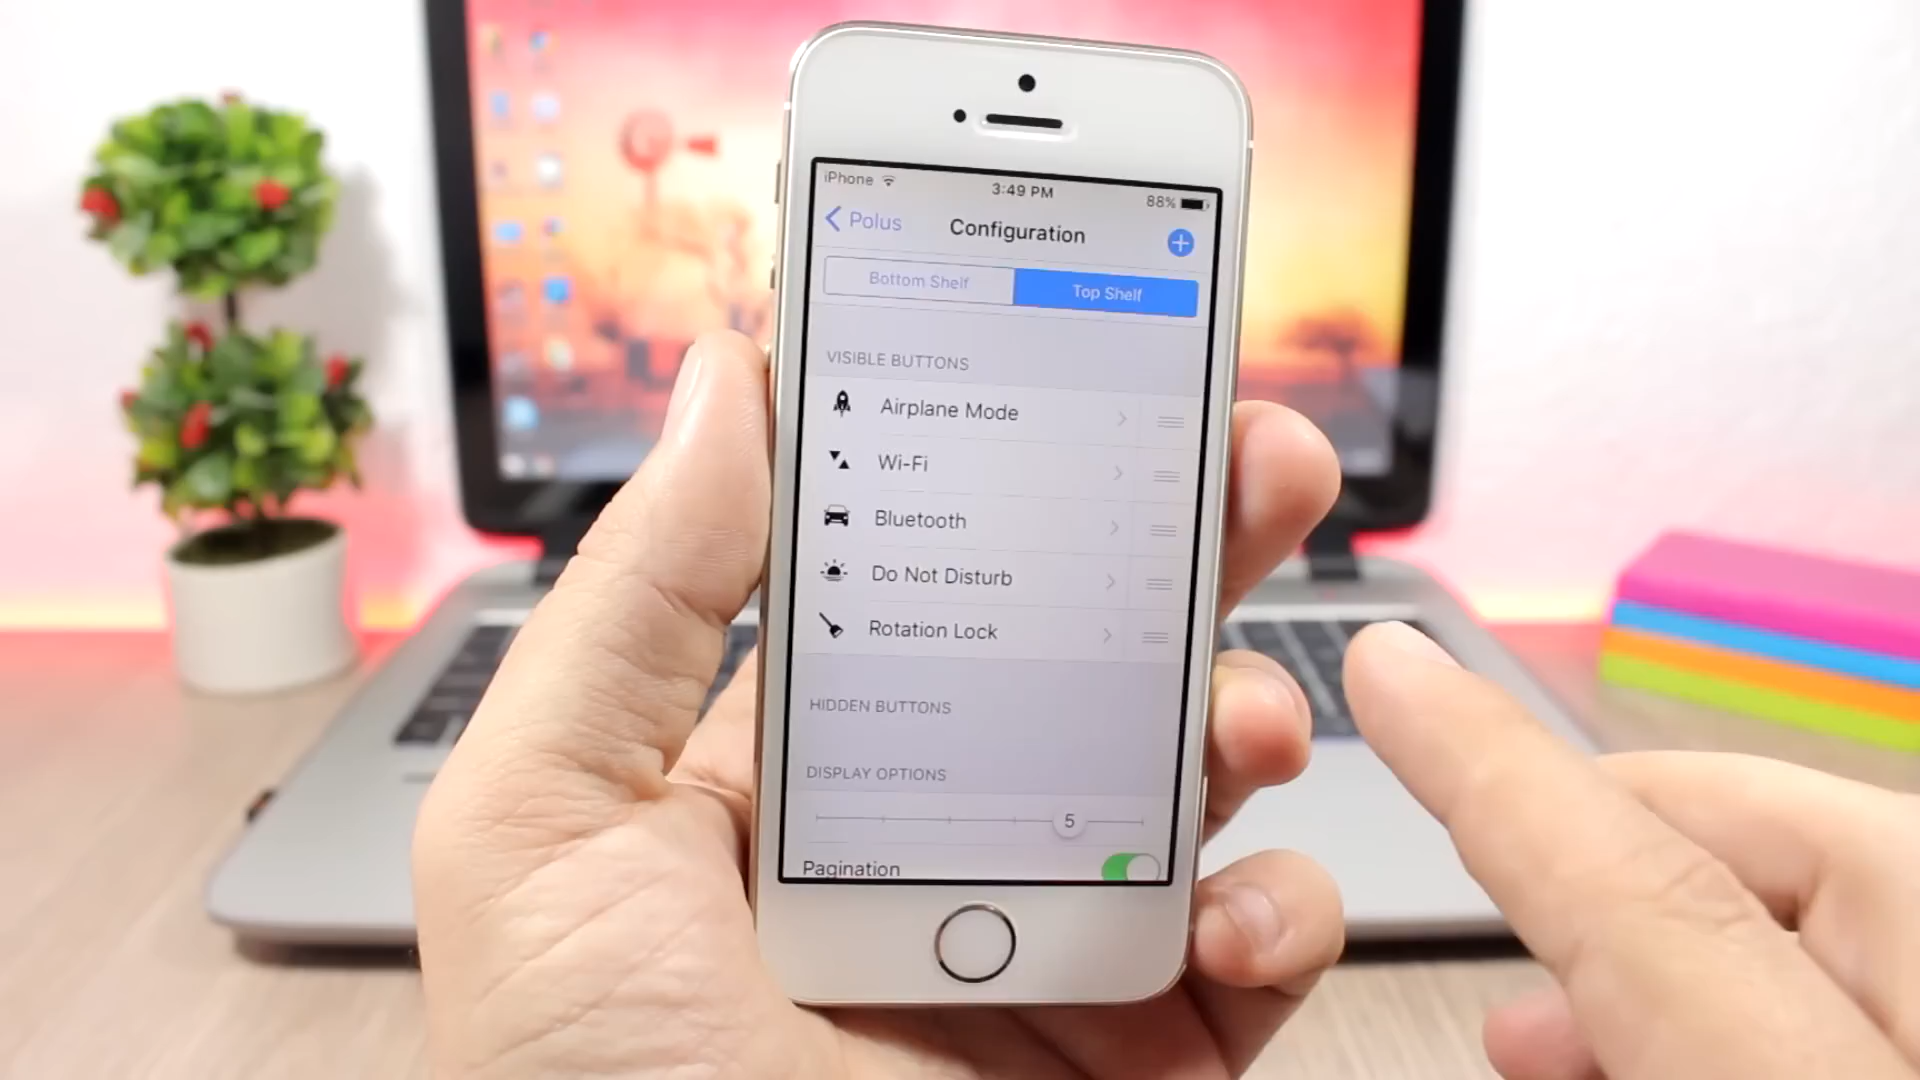 iPhone 3:49 PM 88%
Polus Configuration
Bottom Shelf Top Shelf
VISIBLE BUTTONS
Airplane Mode
Wi-Fi
Bluetooth
Do Not Disturb
Rotation Lock
HIDDEN BUTTONS
DISPLAY OPTIONS
5
Pagination